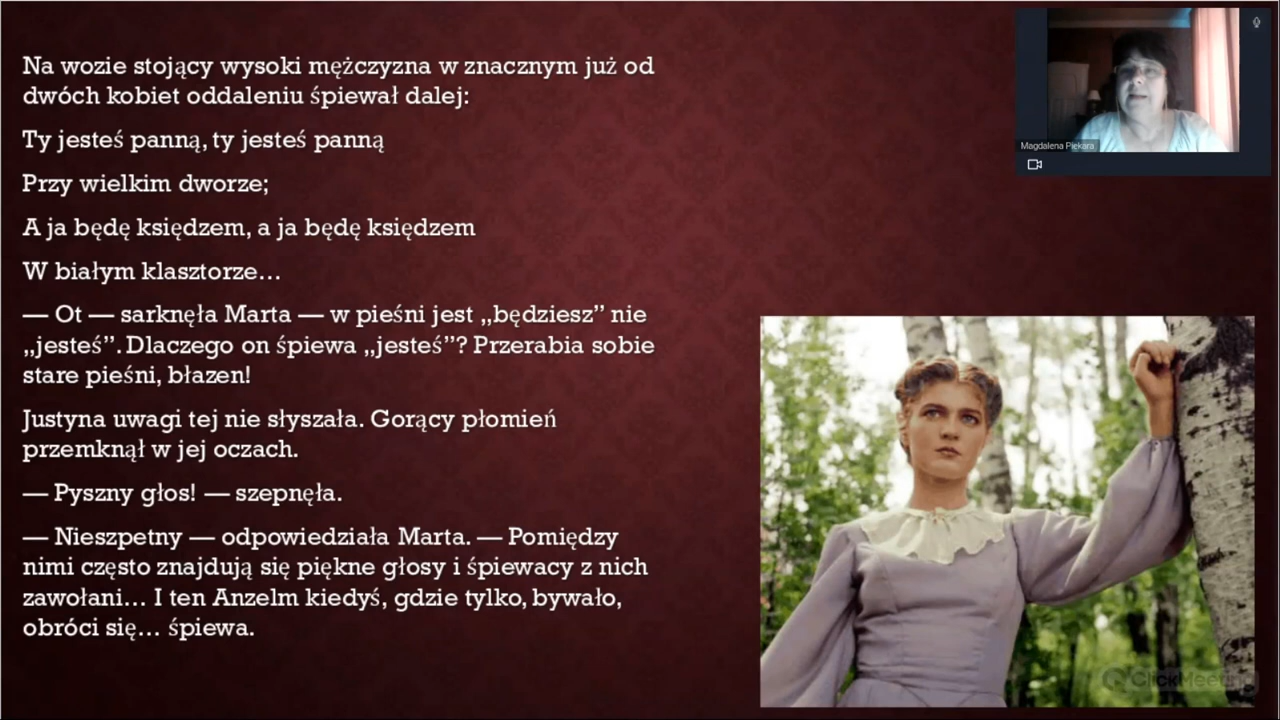 Na wozie stojący wysoki mężczyzna w znacznym już od
dwóch kobiet oddaleniu śpiewał dalej:
Ty jesteś panną, ty jesteś panną
Przy wielkim dworze;
A ja będę księdzem, a ja będę księdzem
W białym klasztorze…
— Ot — sarknęła Marta — w pieśni jest „będziesz” nie
„jesteś”. Dlaczego on śpiewa „jesteś”? Przerabia sobie
stare pieśni, błazen!
Justyna uwagi tej nie słyszała. Gorący płomień
przemknął w jej oczach.
— Pyszny głos! — szepnęła.
— Nieszpetny — odpowiedziała Marta. — Pomiędzy
nimi często znajdują się piękne głosy i śpiewacy z nich
zawołani… I ten Anzelm kiedyś, gdzie tylko, bywało,
obróci się… śpiewa.
Magdalena Piękara
ClickMeeting